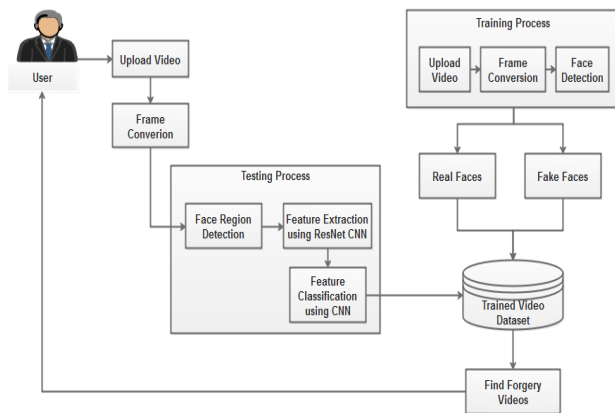 User
Upload Video
Frame
Converion
Testing Process
Face Region
Detection
Feature Extraction
using ResNet CNN
Feature
Classification
using CNN
Training Process
Upload
Video
Frame
Conversion
Face
Detection
Real Faces
Fake Faces
Trained Video
Dataset
Find Forgery
Videos